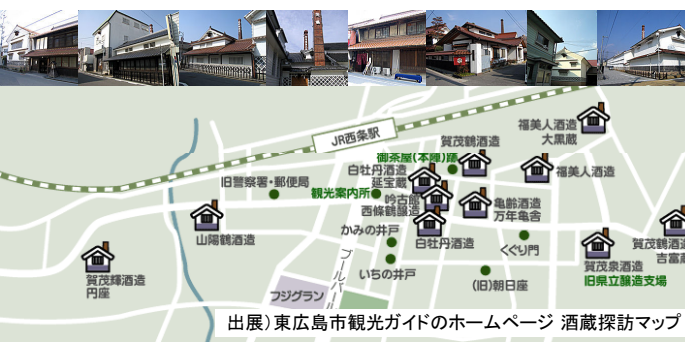 JR西条駅
福美人酒造
大黒蔵
賀茂鶴酒造
御茶屋(本陣)跡
白牡丹酒造
延宝蔵
福美人酒造
旧警察署・郵便局
観光案内所
吟古館
西條鶴醸造
亀齢酒造
万年亀舎
山陽鶴酒造
かみの井戸
白牡丹酒造
くぐり門
賀茂鶴酒造
吉富蔵
いちの井戸
賀茂泉酒造
旧県立醸造支場
賀茂輝酒造
円座
ブールバール
(旧)朝日座
フジグラン
出展）東広島市観光ガイドのホームページ 酒蔵探訪マップ